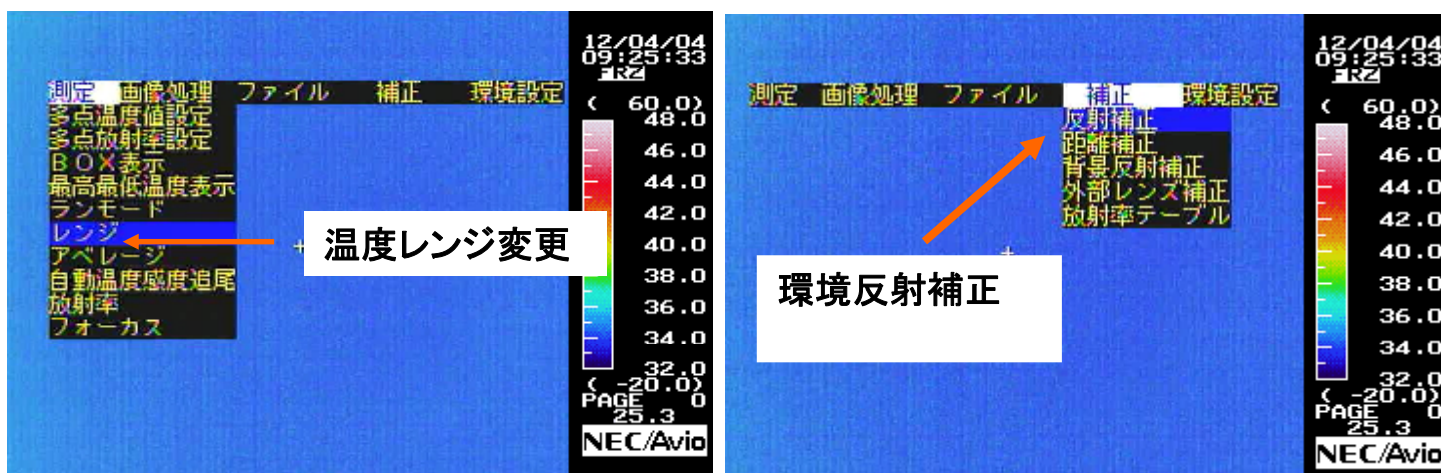 12/04/04
09:25:33
FRZ
測定 画像処理 ファイル 補正 環境設定
多点温度値設定
多点放射率設定
BOX表示
最高最低温度表示
ランモード
レンジ
アベレージ
自動温度感度追尾
放射率
フォーカス
温度レンジ変更
( 60.0)
48.0
46.0
44.0
42.0
40.0
38.0
36.0
34.0
32.0
( -20.0)
PAGE 0
25.3
NEC/Avio
12/04/04
09:25:33
FRZ
測定 画像処理 ファイル 補正 環境設定
反射補正
距離補正
背景反射補正
外部レンズ補正
放射率テーブル
環境反射補正
( 60.0)
48.0
46.0
44.0
42.0
40.0
38.0
36.0
34.0
32.0
( -20.0)
PAGE 0
25.3
NEC/Avio